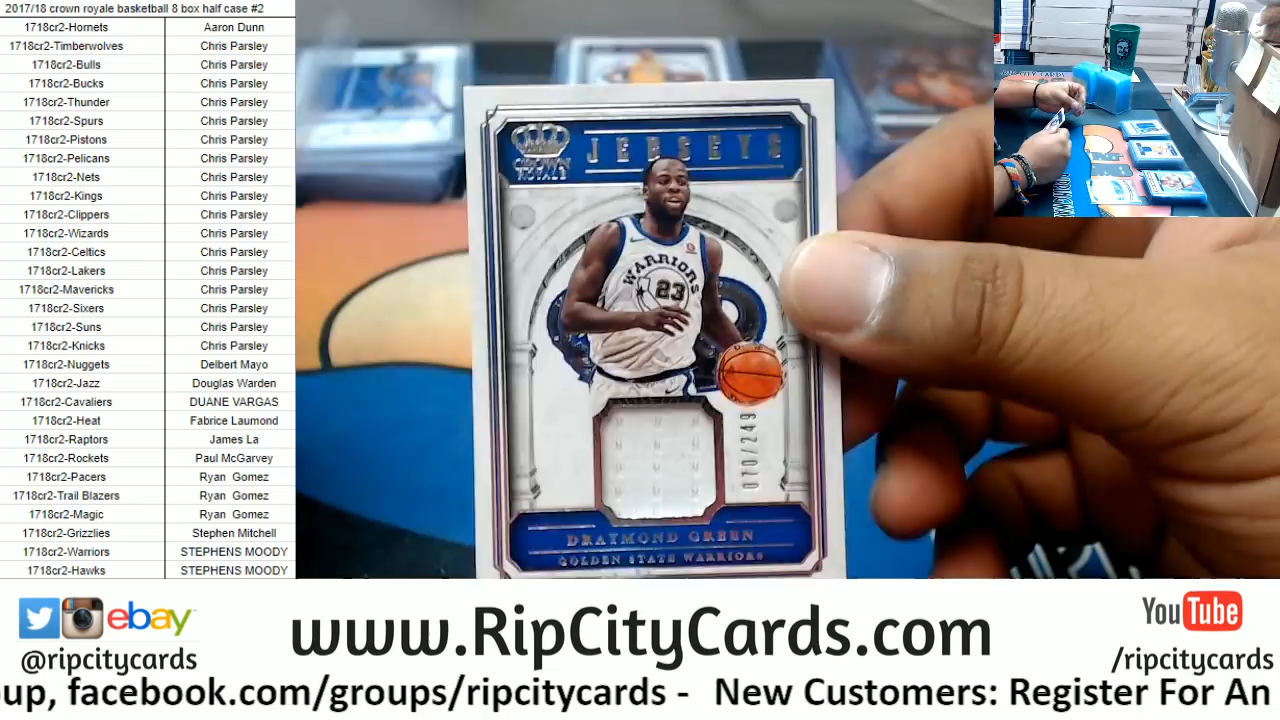 2017/18 crown royale basketball 8 box half case #2
1718cr2-Hornets Aaron Dunn
1718cr2-Timberwolves Chris Parsley
1718cr2-Bulls Chris Parsley
1718cr2-Bucks Chris Parsley
1718cr2-Thunder Chris Parsley
1718cr2-Spurs Chris Parsley
1718cr2-Pistons Chris Parsley
1718cr2-Pelicans Chris Parsley
1718cr2-Nets Chris Parsley
1718cr2-Kings Chris Parsley
1718cr2-Clippers Chris Parsley
1718cr2-Wizards Chris Parsley
1718cr2-Celtics Chris Parsley
1718cr2-Lakers Chris Parsley
1718cr2-Mavericks Chris Parsley
1718cr2-Sixers Chris Parsley
1718cr2-Suns Chris Parsley
1718cr2-Knicks Chris Parsley
1718cr2-Nuggets Delbert Mayo
1718cr2-Jazz Douglas Warden
1718cr2-Cavaliers DUANE VARGAS
1718cr2-Heat Fabrice Laumond
1718cr2-Raptors James La
1718cr2-Rockets Paul McGarvey
1718cr2-Pacers Ryan Gomez
1718cr2-Trail Blazers Ryan Gomez
1718cr2-Magic Ryan Gomez
1718cr2-Grizzlies Stephen Mitchell
1718cr2-Warriors STEPHENS MOODY
1718cr2-Hawks STEPHENS MOODY
CROWN ROYALE
JERSEYS
WARRIORS
23
070/249
DRAYMOND GREEN
GOLDEN STATE WARRIORS
ebay
@ripcitycards
www.RipCityCards.com
YouTube
/ripcitycards
oup, facebook.com/groups/ripcitycards - New Customers: Register For An